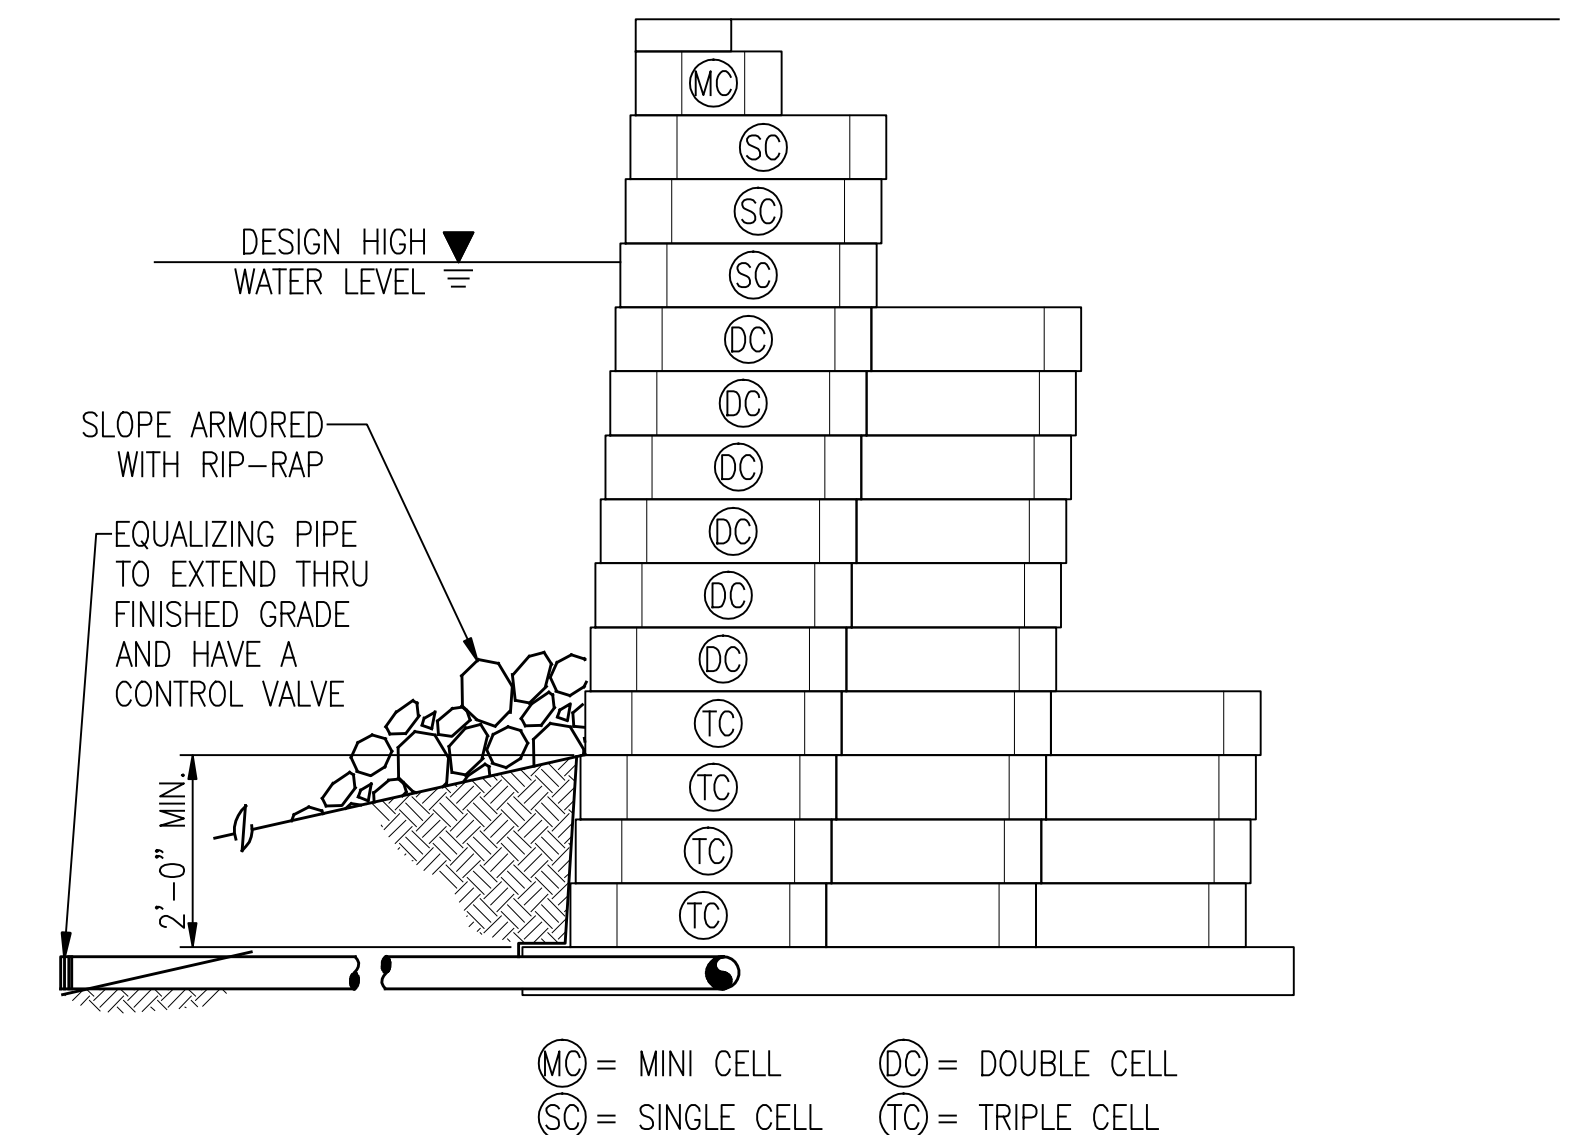 MC
SC
SC
DESIGN HIGH
WATER LEVEL
SC
DC
DC
SLOPE ARMORED
WITH RIP-RAP
DC
EQUALIZING PIPE
TO EXTEND THRU
FINISHED GRADE
AND HAVE A
CONTROL VALVE
DC
DC
DC
TC
TC
2'-0" MIN.
TC
TC
MC = MINI CELL
DC = DOUBLE CELL
SC = SINGLE CELL
TC = TRIPLE CELL